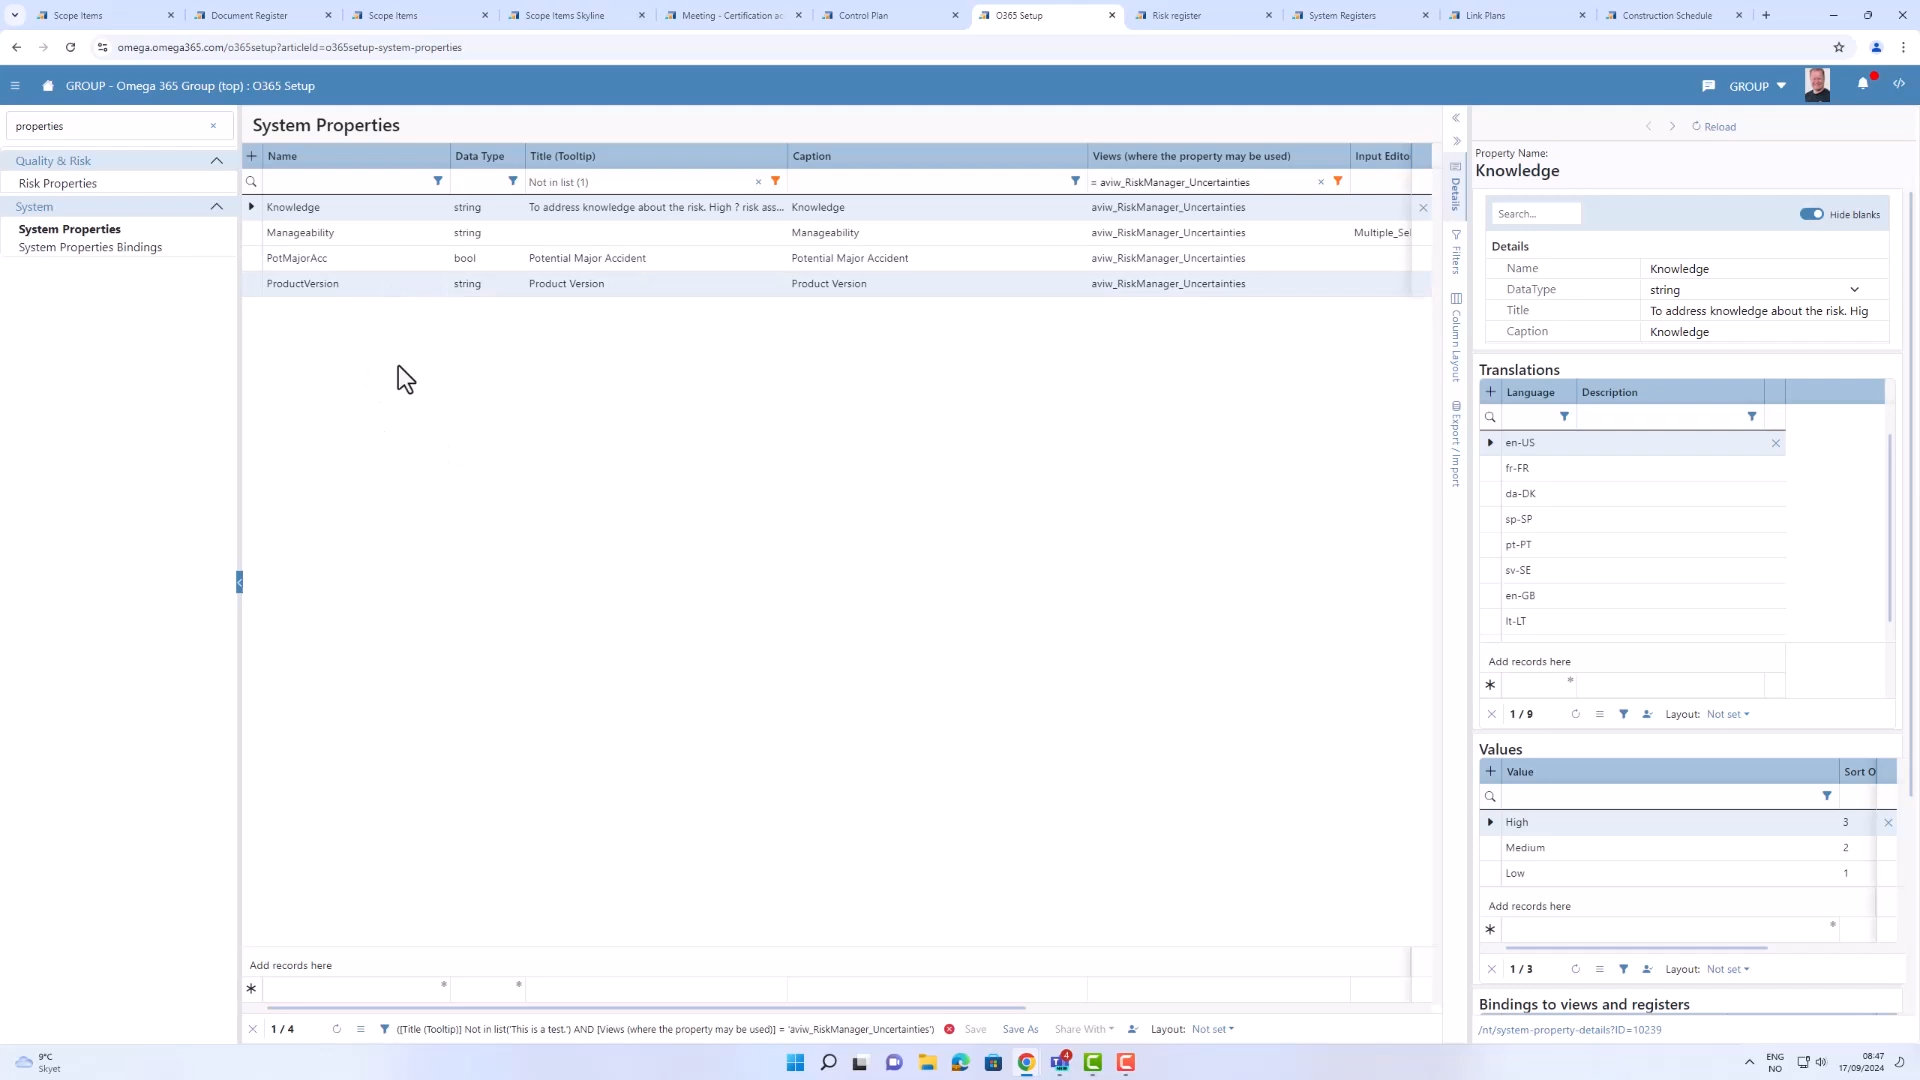 Scope Items
Document Register
Scope Items
Scope Items Skyline
Meeting - Certification ac
Control Plan
O365 Setup
Risk register
System Registers
Link Plans
Construction Schedule
omega.omega365.com/o365setup?articleId=o365setup-system-properties
GROUP - Omega 365 Group (top) : O365 Setup
GROUP
properties
Quality & Risk
Risk Properties
System
System Properties
System Properties Bindings
System Properties
Name Data Type Title (Tooltip) Caption Views (where the property may be used) Input Edito
Not in list (1) = aviw_RiskManager_Uncertainties
Knowledge string To address knowledge about the risk. High ? risk ass... Knowledge aviw_RiskManager_Uncertainties
Manageability string Manageability aviw_RiskManager_Uncertainties Multiple_Sel
PotMajorAcc bool Potential Major Accident Potential Major Accident aviw_RiskManager_Uncertainties
ProductVersion string Product Version Product Version aviw_RiskManager_Uncertainties
Add records here
1 / 4 ([Title (Tooltip)] Not in list('This is a test.') AND [Views (where the property may be used)] = 'aviw_RiskManager_Uncertainties') Save Save As Share With Layout: Not set
Details
Filters
Column Layout
Export / Import
Reload
Property Name:
Knowledge
Search...
Hide blanks
Details
Name Knowledge
DataType string
Title To address knowledge about the risk. Hig
Caption Knowledge
Translations
Language Description
en-US
fr-FR
da-DK
sp-SP
pt-PT
sv-SE
en-GB
lt-LT
Add records here
1 / 9 Layout: Not set
Values
Value Sort O
High 3
Medium 2
Low 1
Add records here
1 / 3 Layout: Not set
Bindings to views and registers
/nt/system-property-details?ID=10239
9°C
Skyet
4
ENG
NO
08:47
17/09/2024